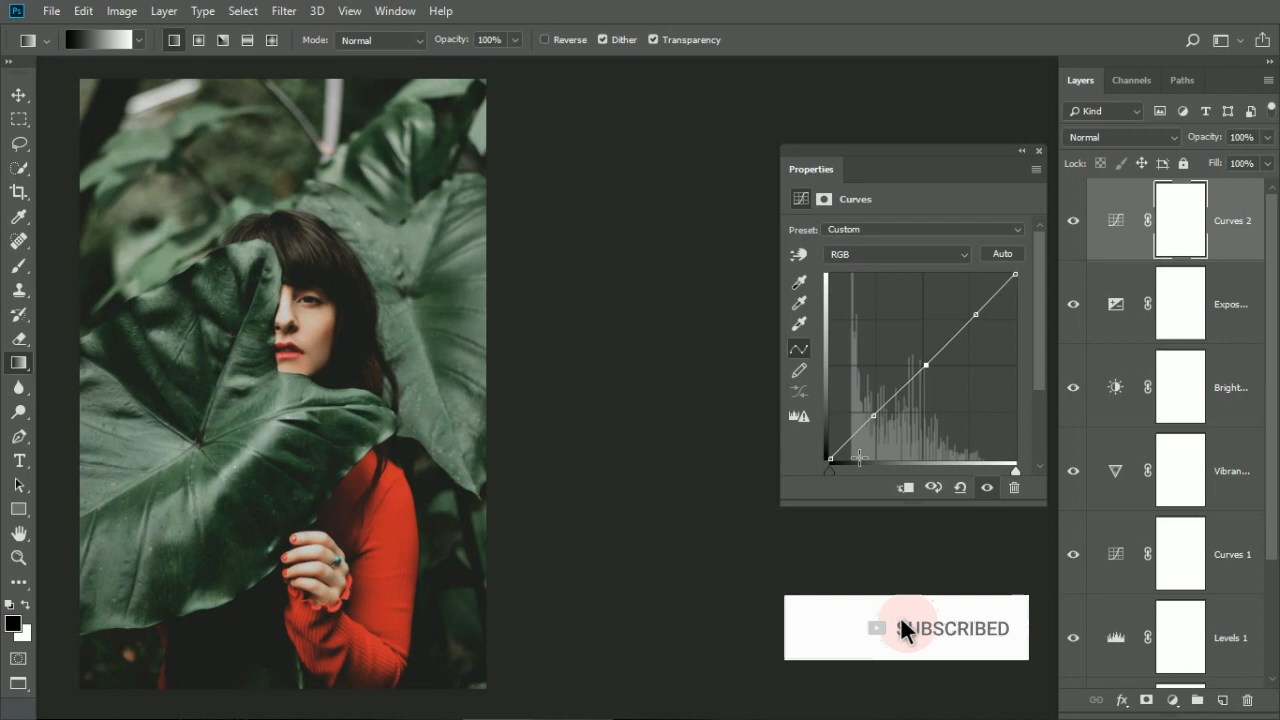 Ps File Edit Image Layer Type Select Filter 3D View Window Help
Mode: Normal Opacity: 100% Reverse Dither Transparency
Layers Channels Paths
Kind
Normal Opacity: 100%
Lock: Fill: 100%
Properties
Curves
Preset: Custom
RGB Auto
Curves 2
Expos...
Bright...
Vibran...
Curves 1
Levels 1
fx
SUBSCRIBED